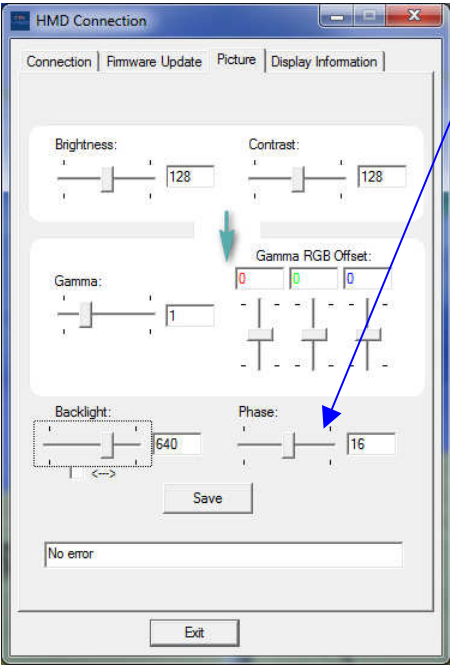 HMD Connection
Connection Firmware Update Picture Display Information
Brightness: Contrast:
128 128
Gamma RGB Offset:
0 0 0
Gamma:
1
Backlight: Phase:
640 16
<--->
Save
No error
Exit